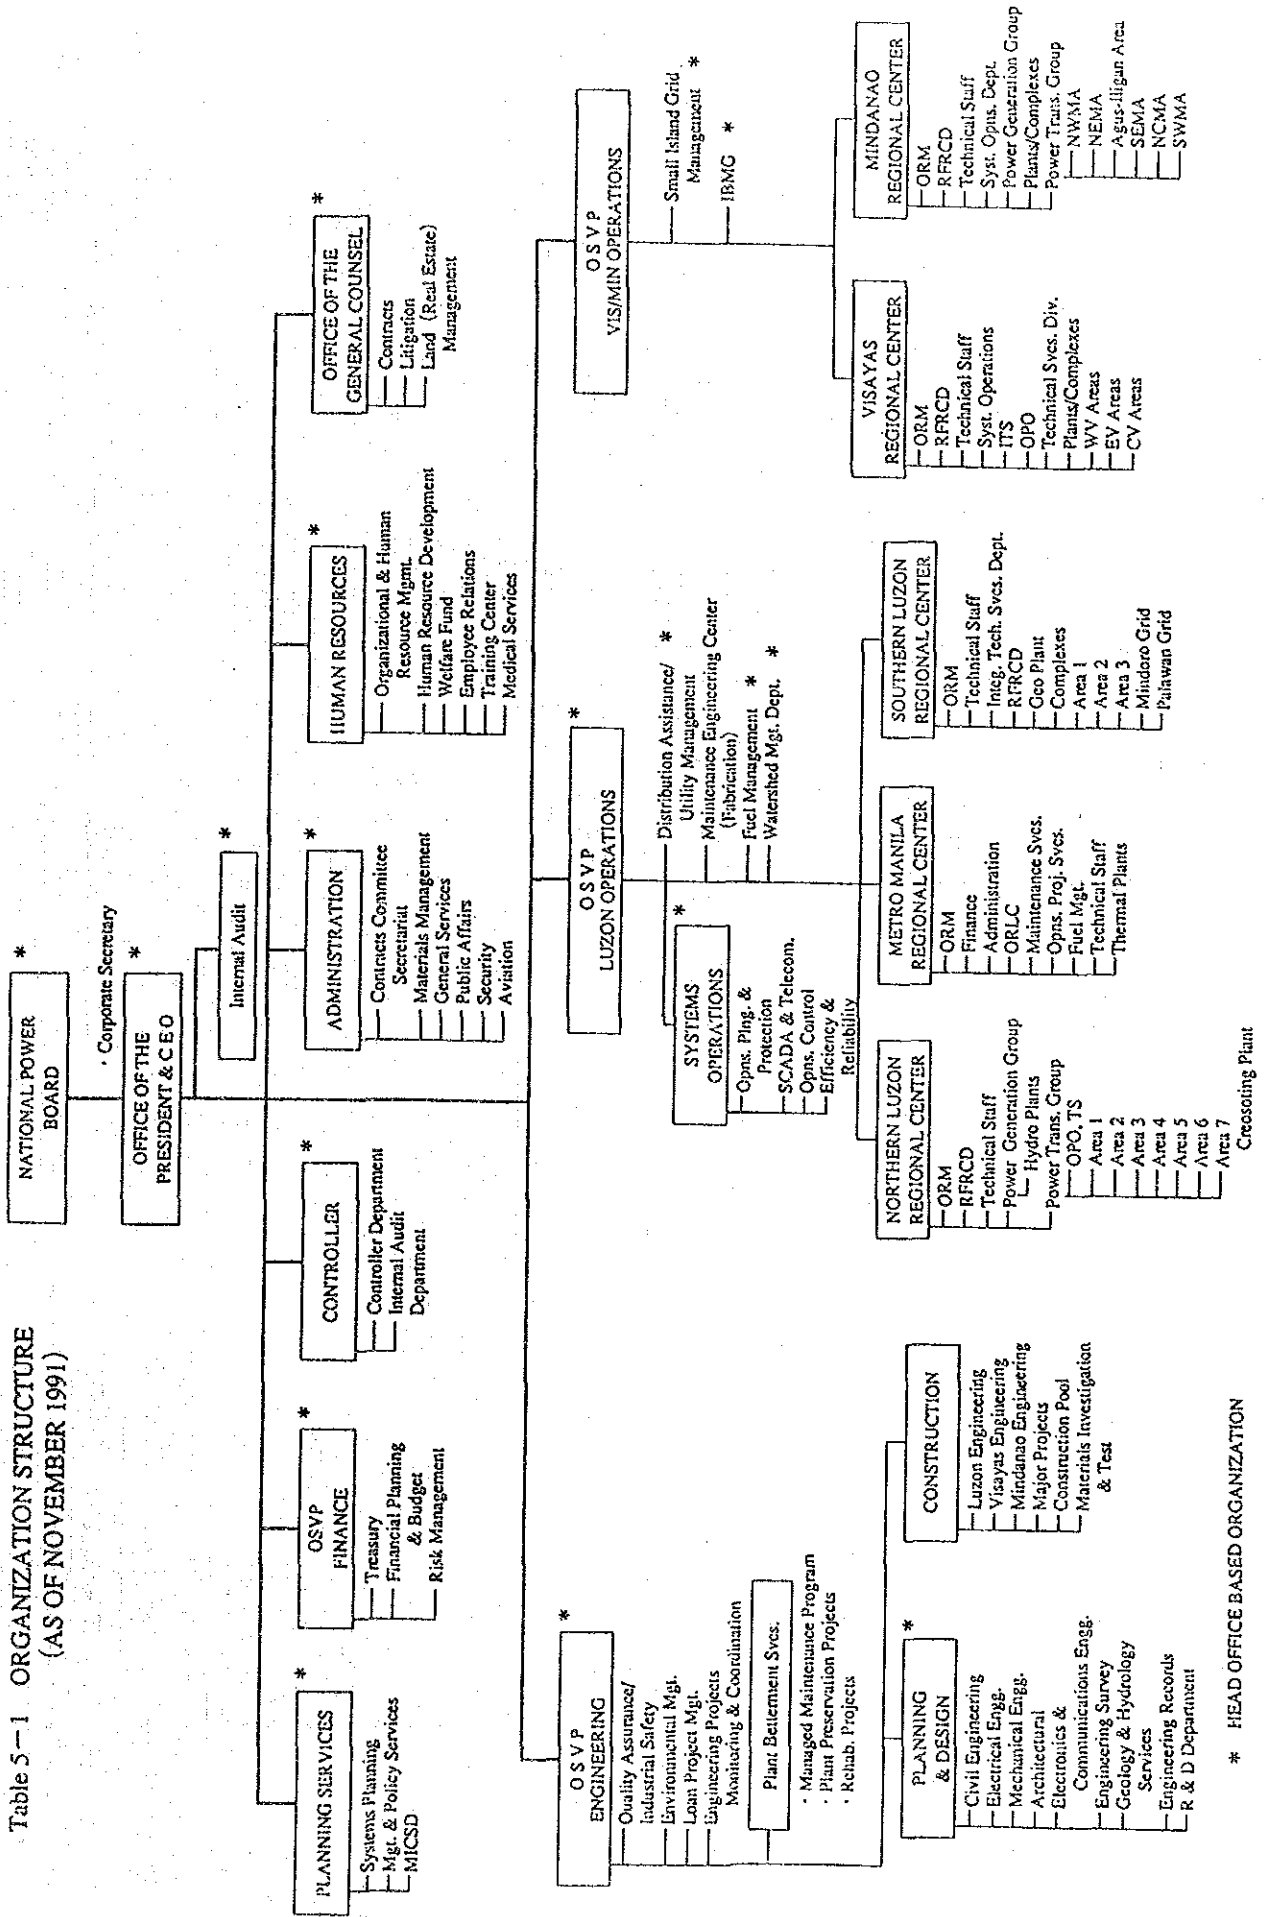 Table 5-1 ORGANIZATION STRUCTURE
(AS OF NOVEMBER 1991)
NATIONAL POWER
BOARD
*
· Corporate Secretary
OFFICE OF THE
PRESIDENT & C E O
*
Internal Audit
*
PLANNING SERVICES
*
Systems Planning
Mgt. & Policy Services
MICSD
OSVP
FINANCE
*
Treasury
Financial Planning
& Budget
Risk Management
CONTROLLER
*
Controller Department
Internal Audit
Department
ADMINISTRATION
*
Contracts Committee
Secretariat
Materials Management
General Services
Public Affairs
Security
Aviation
HUMAN RESOURCES
*
Organizational & Human
Resource Mgmt.
Human Resource Development
Welfare Fund
Employee Relations
Training Center
Medical Services
OFFICE OF THE
GENERAL COUNSEL
*
Contracts
Litigation
Land (Real Estate)
Management
O S V P
ENGINEERING
*
Quality Assurance/
Industrial Safety
Environmental Mgt.
Loan Project Mgt.
Engineering Projects
Monitoring & Coordination
Plant Betterment Svcs.
· Managed Maintenance Program
· Plant Preservation Projects
· Rehab. Projects
PLANNING
& DESIGN
*
Civil Engineering
Electrical Engg.
Mechanical Engg.
Architectural
Electronics &
Communications Engg.
Engineering Survey
Geology & Hydrology
Services
Engineering Records
R & D Department
CONSTRUCTION
Luzon Engineering
Visayas Engineering
Mindanao Engineering
Major Projects
Construction Pool
Materials Investigation
& Test
O S V P
LUZON OPERATIONS
*
Distribution Assistance/ *
Utility Management
Maintenance Engineering Center
(Fabrication)
Fuel Management *
Watershed Mgt. Dept. *
SYSTEMS
OPERATIONS
*
Opns. Plng. &
Protection
SCADA & Telecom.
Opns. Control
Efficiency &
Reliability
NORTHERN LUZON
REGIONAL CENTER
ORM
RFRCD
Technical Staff
Power Generation Group
Hydro Plants
Power Trans. Group
OPO, TS
Area 1
Area 2
Area 3
Area 4
Area 5
Area 6
Area 7
Creosoting Plant
METRO MANILA
REGIONAL CENTER
ORM
Finance
Administration
ORLC
Maintenance Svcs.
Opns. Proj. Svcs.
Fuel Mgt.
Technical Staff
Thermal Plants
SOUTHERN LUZON
REGIONAL CENTER
ORM
Technical Staff
Integ. Tech. Svcs. Dept.
RFRCD
Geo Plant
Complexes
Area 1
Area 2
Area 3
Mindoro Grid
Palawan Grid
O S V P
VIS/MIN OPERATIONS
Small Island Grid
Management *
IBMG *
VISAYAS
REGIONAL CENTER
ORM
RFRCD
Technical Staff
Syst. Operations
ITS
OPO
Technical Svcs. Div.
Plants/Complexes
WV Areas
EV Areas
CV Areas
MINDANAO
REGIONAL CENTER
ORM
RFRCD
Technical Staff
Syst. Opns. Dept.
Power Generation Group
Plants/Complexes
Power Trans. Group
NWMA
NEMA
Agus-Iligan Area
SEMA
NCMA
SWMA
* HEAD OFFICE BASED ORGANIZATION